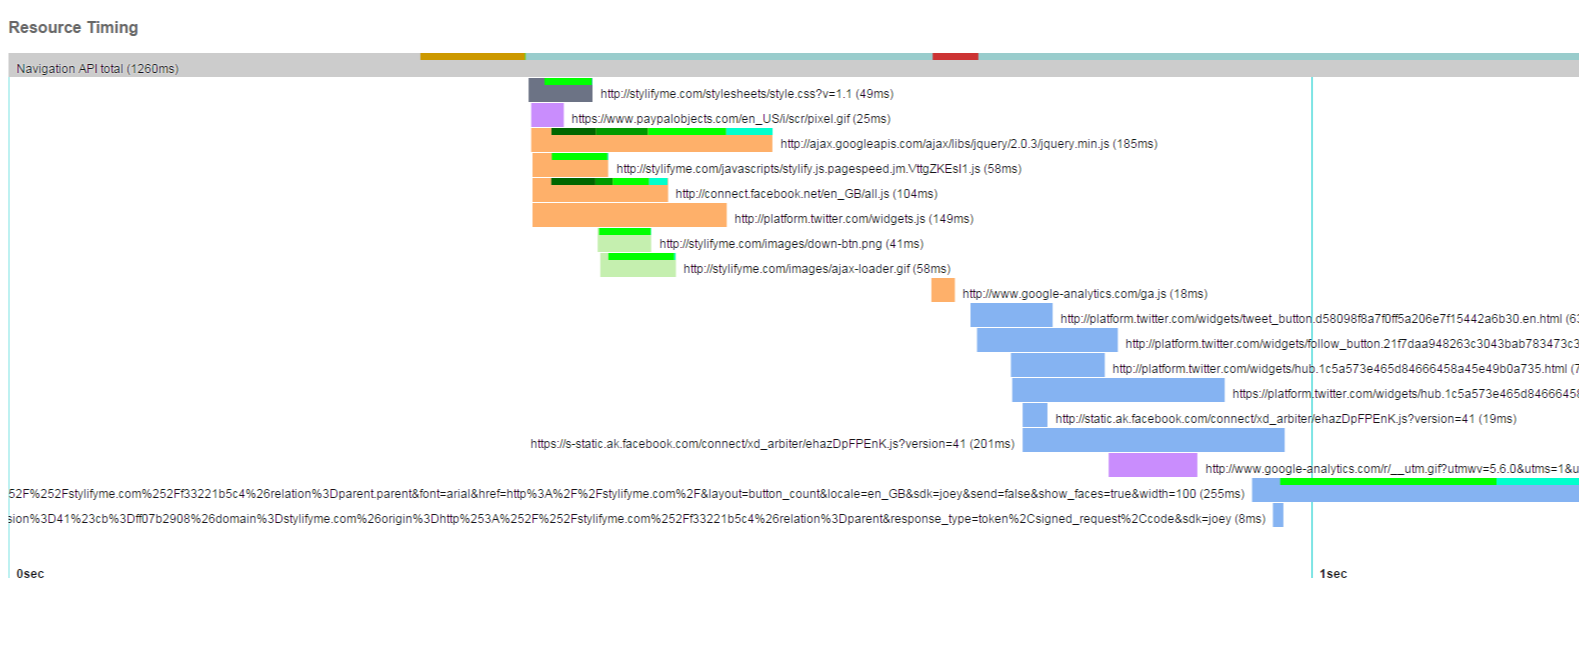 Resource Timing
Navigation API total (1260ms)
http://stylifyme.com/stylesheets/style.css?v=1.1 (49ms)
https://www.paypalobjects.com/en_US/i/scr/pixel.gif (25ms)
http://ajax.googleapis.com/ajax/libs/jquery/2.0.3/jquery.min.js (185ms)
http://stylifyme.com/javascripts/stylify.js.pagespeed.jm.VttgZKEsI1.js (58ms)
http://connect.facebook.net/en_GB/all.js (104ms)
http://platform.twitter.com/widgets.js (149ms)
http://stylifyme.com/images/down-btn.png (41ms)
http://stylifyme.com/images/ajax-loader.gif (58ms)
http://www.google-analytics.com/ga.js (18ms)
http://platform.twitter.com/widgets/tweet_button.d58098f8a7f0ff5a206e7f15442a6b30.en.html (63
http://platform.twitter.com/widgets/follow_button.21f7daa948263c3043bab783473c3
http://platform.twitter.com/widgets/hub.1c5a573e465d84666458a45e49b0a735.html (7
https://platform.twitter.com/widgets/hub.1c5a573e465d84666458
http://static.ak.facebook.com/connect/xd_arbiter/ehazDpFPEnK.js?version=41 (19ms)
https://s-static.ak.facebook.com/connect/xd_arbiter/ehazDpFPEnK.js?version=41 (201ms)
http://www.google-analytics.com/r/__utm.gif?utmwv=5.6.0&utms=1&u
52F%252Fstylifyme.com%252Ff33221b5c4%26relation%3Dparent.parent&font=arial&href=http%3A%2F%2Fstylifyme.com%2F&layout=button_count&locale=en_GB&sdk=joey&send=false&show_faces=true&width=100 (255ms)
sion%3D41%23cb%3Dff07b2908%26domain%3Dstylifyme.com%26origin%3Dhttp%253A%252F%252Fstylifyme.com%252Ff33221b5c4%26relation%3Dparent&response_type=token%2Csigned_request%2Ccode&sdk=joey (8ms)
0sec
1sec